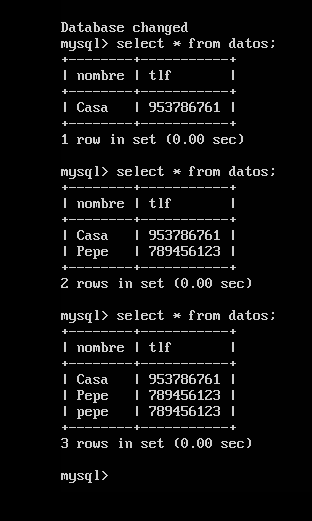 Database changed
mysql> select * from datos;
+--------+-----------+
| nombre | tlf       |
+--------+-----------+
| Casa   | 953786761 |
+--------+-----------+
1 row in set (0.00 sec)
mysql> select * from datos;
+--------+-----------+
| nombre | tlf       |
+--------+-----------+
| Casa   | 953786761 |
| Pepe   | 789456123 |
+--------+-----------+
2 rows in set (0.00 sec)
mysql> select * from datos;
+--------+-----------+
| nombre | tlf       |
+--------+-----------+
| Casa   | 953786761 |
| Pepe   | 789456123 |
| pepe   | 789456123 |
+--------+-----------+
3 rows in set (0.00 sec)
mysql>